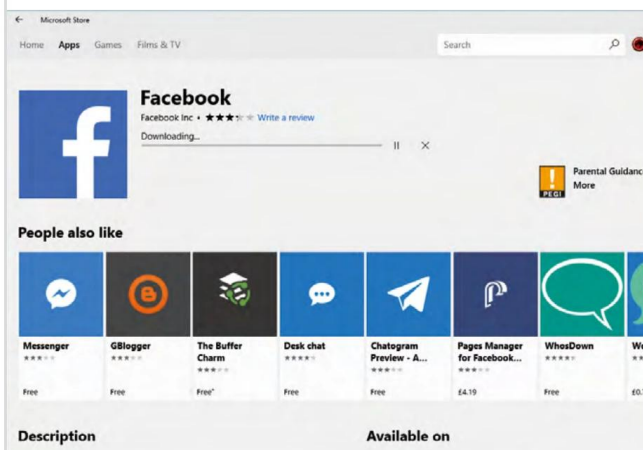 Microsoft Store
Home Apps Games Films & TV
Search
Facebook
Facebook Inc • Write a review
Downloading...
PEGI
Parental Guidance
More
People also like
Messenger
Free
GBlogger
Free
The Buffer
Charm
Free*
Desk chat
Free
Chatogram
Preview - A...
Free
Pages Manager
for Facebook...
£4.19
WhosDown
Free
Description
Available on